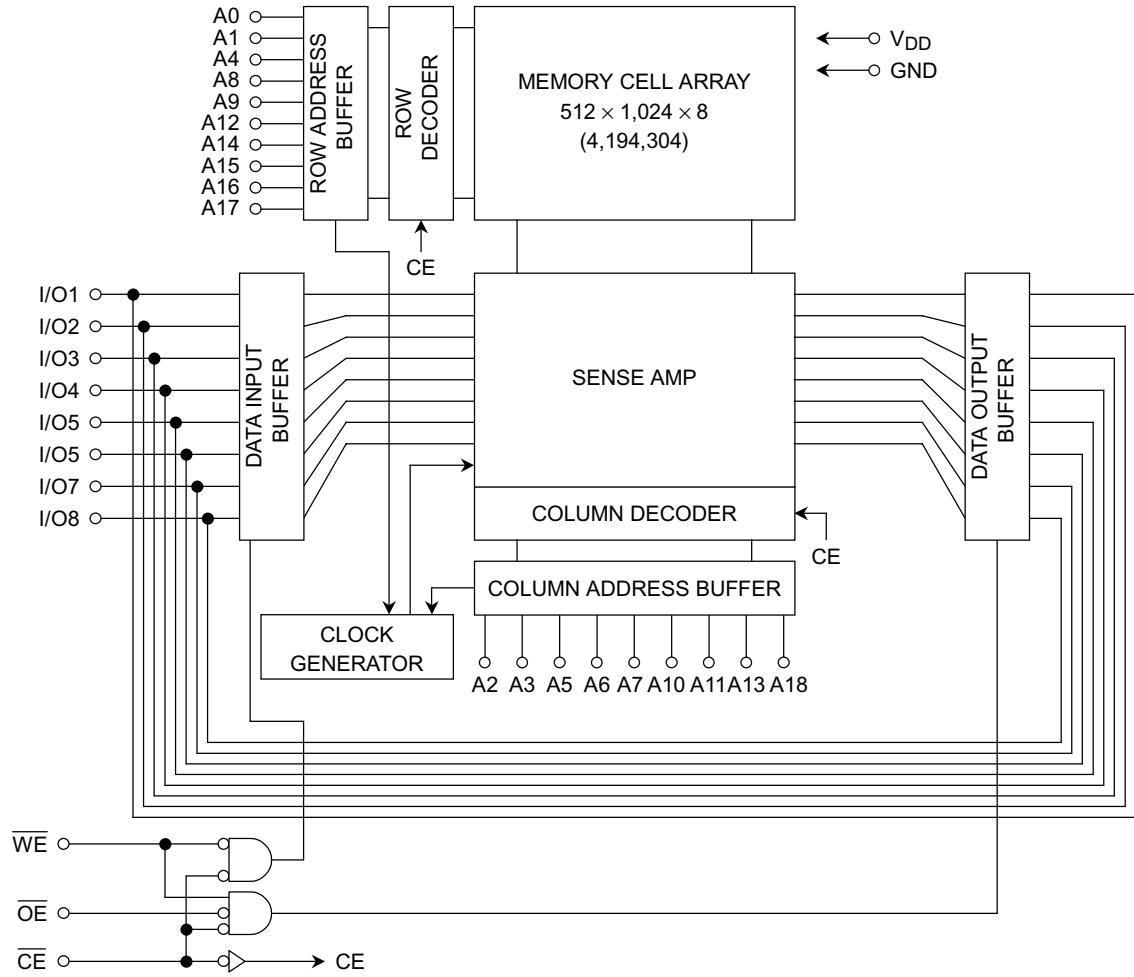 A0
A1
A4
A8
A9
A12
A14
A15
A16
A17
ROW ADDRESS
BUFFER
ROW
DECODER
CE
MEMORY CELL ARRAY
512 × 1,024 × 8
(4,194,304)
VDD
GND
I/O1
I/O2
I/O3
I/O4
I/O5
I/O5
I/O7
I/O8
DATA INPUT
BUFFER
SENSE AMP
DATA OUTPUT
BUFFER
COLUMN DECODER
CE
COLUMN ADDRESS BUFFER
CLOCK
GENERATOR
A2 A3 A5 A6 A7 A10 A11 A13 A18
W̅E̅
O̅E̅
C̅E̅
CE